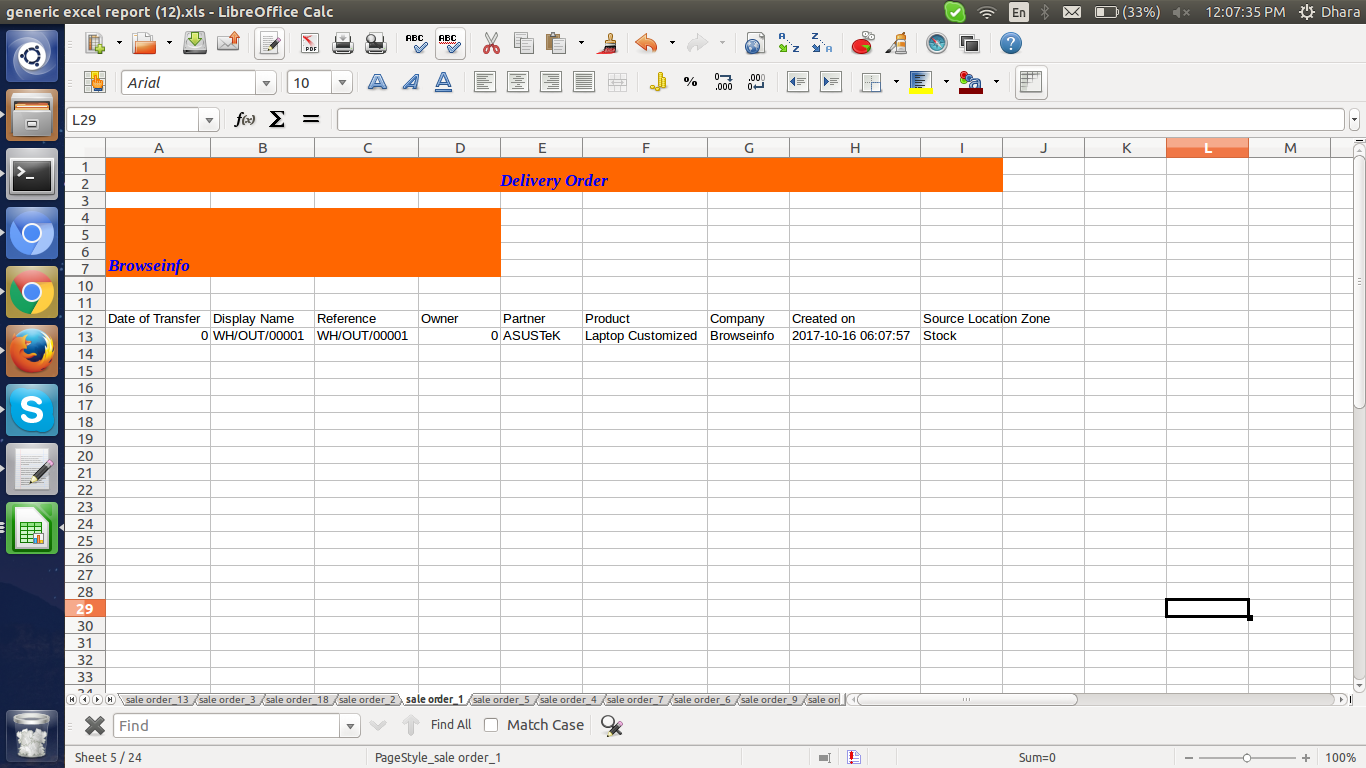 generic excel report (12).xls - LibreOffice Calc En (33%) 12:07:35 PM Dhara
Arial 10
L29 f(x) Σ =
A B C D E F G H I J K L M
1
2 Delivery Order
3
4
5
6
7 Browseinfo
10
11
12 Date of Transfer Display Name Reference Owner Partner Product Company Created on Source Location Zone
13 0 WH/OUT/00001 WH/OUT/00001 0 ASUSTeK Laptop Customized Browseinfo 2017-10-16 06:07:57 Stock
14
15
16
17
18
19
20
21
22
23
24
25
26
27
28
29
30
31
32
33
sale order_13 sale order_3 sale order_18 sale order_2 sale order_1 sale order_5 sale order_4 sale order_7 sale order_6 sale order_9 sale or
Find Find All Match Case
Sheet 5 / 24 PageStyle_sale order_1 Sum=0 100%